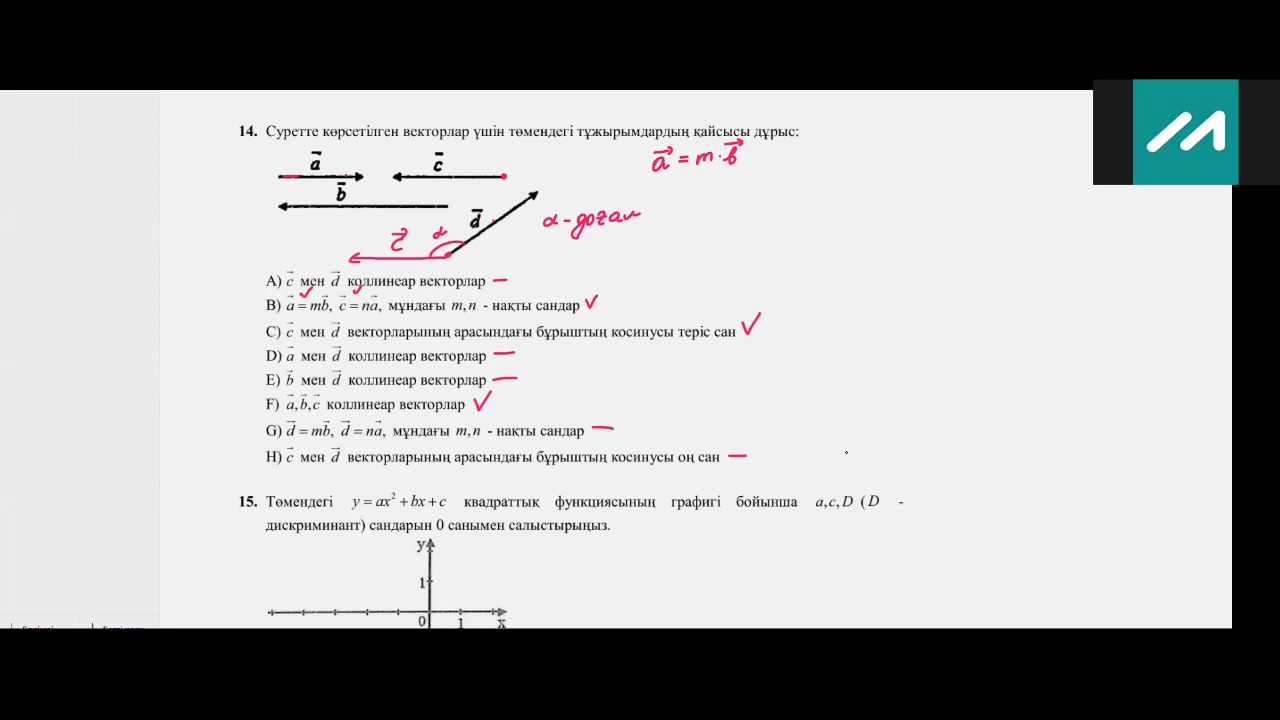 14. Суретте көрсетілген векторлар үшін төмендегі тұжырымдардың қайсысы дұрыс:
a⃗ = m · b⃗
a̅ c̅
b̅
d̅
α - доғал
c⃗ α
A) c⃗ мен d⃗ коллинеар векторлар —
B) a⃗ = mb⃗, c⃗ = na⃗, мұндағы m, n - нақты сандар ✓
C) c⃗ мен d⃗ векторларының арасындағы бұрыштың косинусы теріс сан ✓
D) a⃗ мен d⃗ коллинеар векторлар —
E) b⃗ мен d⃗ коллинеар векторлар —
F) a⃗, b⃗, c⃗ коллинеар векторлар ✓
G) d⃗ = mb⃗, d⃗ = na⃗, мұндағы m, n - нақты сандар —
H) c⃗ мен d⃗ векторларының арасындағы бұрыштың косинусы оң сан —
15. Төмендегі y = ax² + bx + c квадраттық функциясының графигі бойынша a, c, D (D -
дискриминант) сандарын 0 санымен салыстырыңыз.
y
1
0 1 x